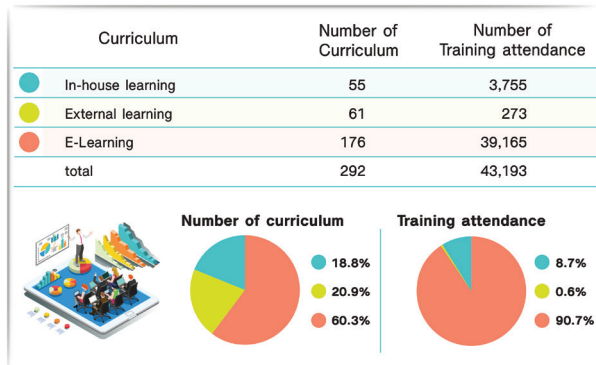 Curriculum Number of Curriculum Number of Training attendance
In-house learning 55 3,755
External learning 61 273
E-Learning 176 39,165
total 292 43,193
Number of curriculum
18.8%
20.9%
60.3%
Training attendance
8.7%
0.6%
90.7%